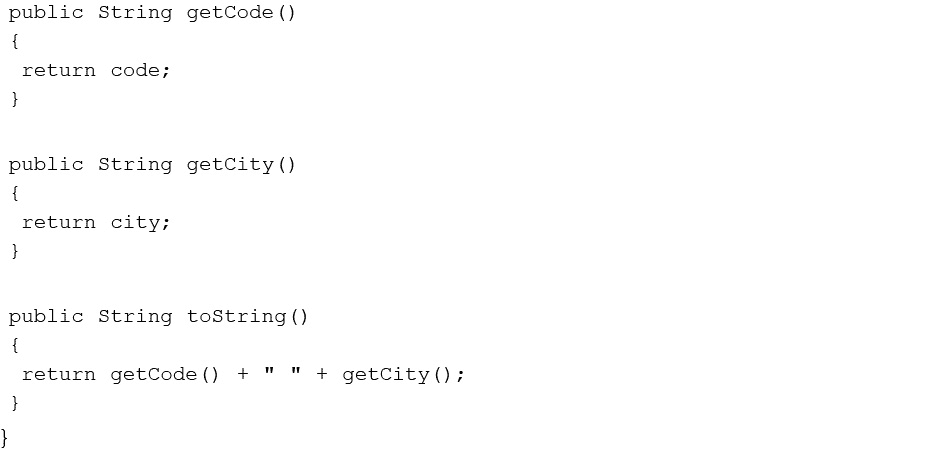 public String getCode()
{
return code;
}
public String getCity()
{
return city;
}
public String toString()
{
return getCode() + " " + getCity();
}
}